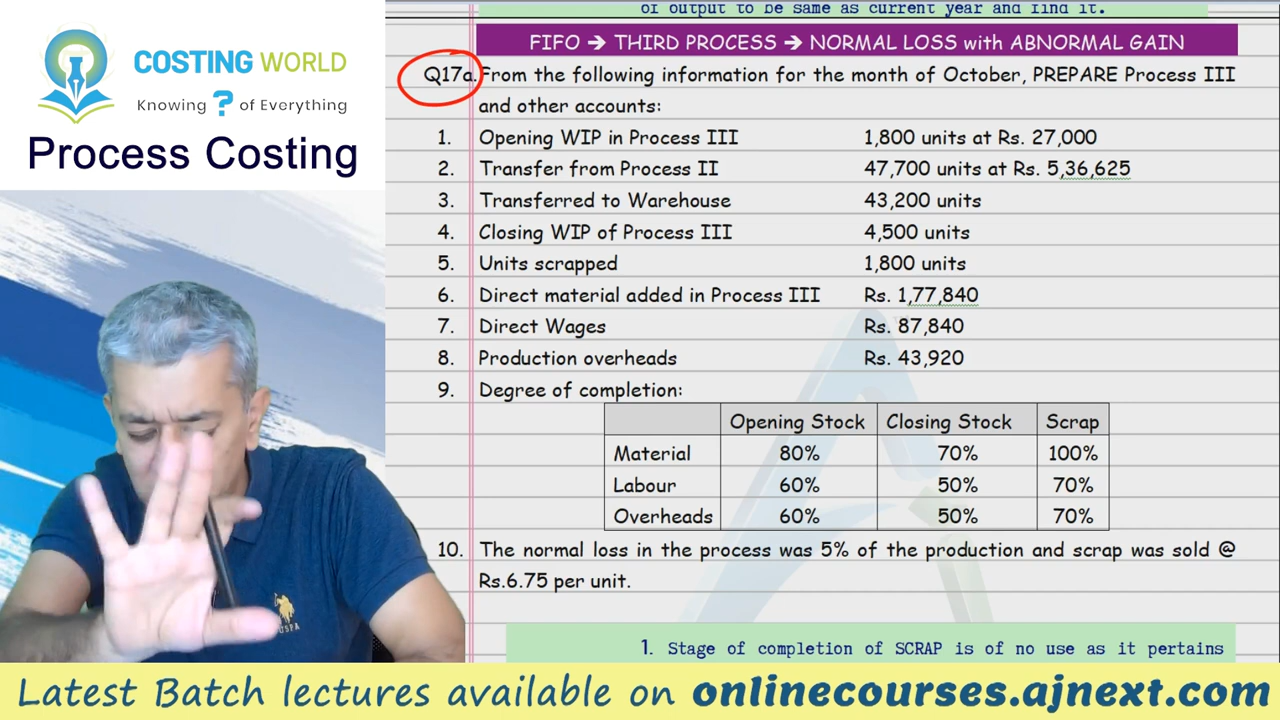 of output to be same as current year and find it.
FIFO → THIRD PROCESS → NORMAL LOSS with ABNORMAL GAIN
COSTING WORLD
Knowing ? of Everything
Process Costing
Q17a. From the following information for the month of October, PREPARE Process III
and other accounts:
1. Opening WIP in Process III 1,800 units at Rs. 27,000
2. Transfer from Process II 47,700 units at Rs. 5,36,625
3. Transferred to Warehouse 43,200 units
4. Closing WIP of Process III 4,500 units
5. Units scrapped 1,800 units
6. Direct material added in Process III Rs. 1,77,840
7. Direct Wages Rs. 87,840
8. Production overheads Rs. 43,920
9. Degree of completion:
Opening Stock Closing Stock Scrap
Material 80% 70% 100%
Labour 60% 50% 70%
Overheads 60% 50% 70%
10. The normal loss in the process was 5% of the production and scrap was sold @
Rs.6.75 per unit.
1. Stage of completion of SCRAP is of no use as it pertains
Latest Batch lectures available on onlinecourses.ajnext.com